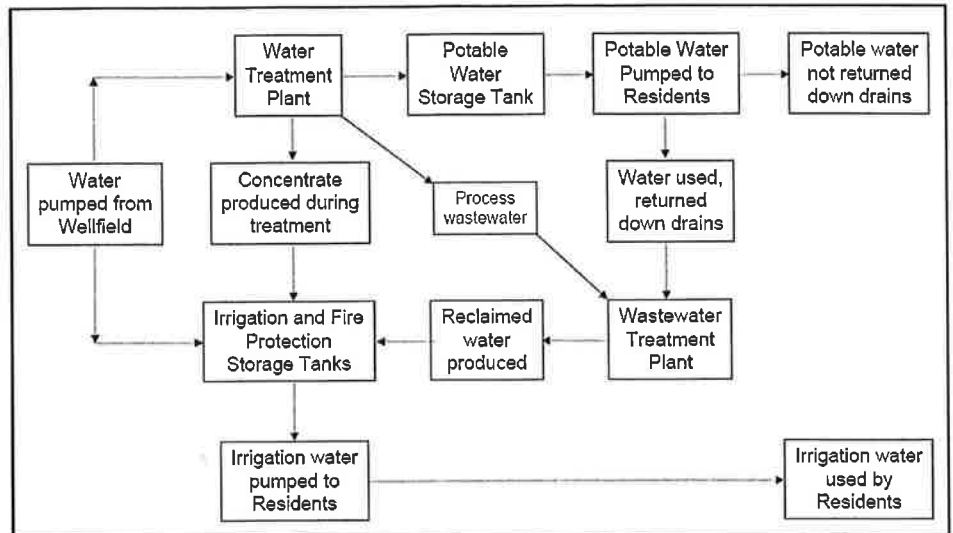 Water
Treatment
Plant
Potable
Water
Storage Tank
Potable Water
Pumped to
Residents
Potable water
not returned
down drains
Water
pumped from
Wellfield
Concentrate
produced during
treatment
Process
wastewater
Water used,
returned
down drains
Irrigation and Fire
Protection
Storage Tanks
Reclaimed
water
produced
Wastewater
Treatment
Plant
Irrigation water
pumped to
Residents
Irrigation water
used by
Residents